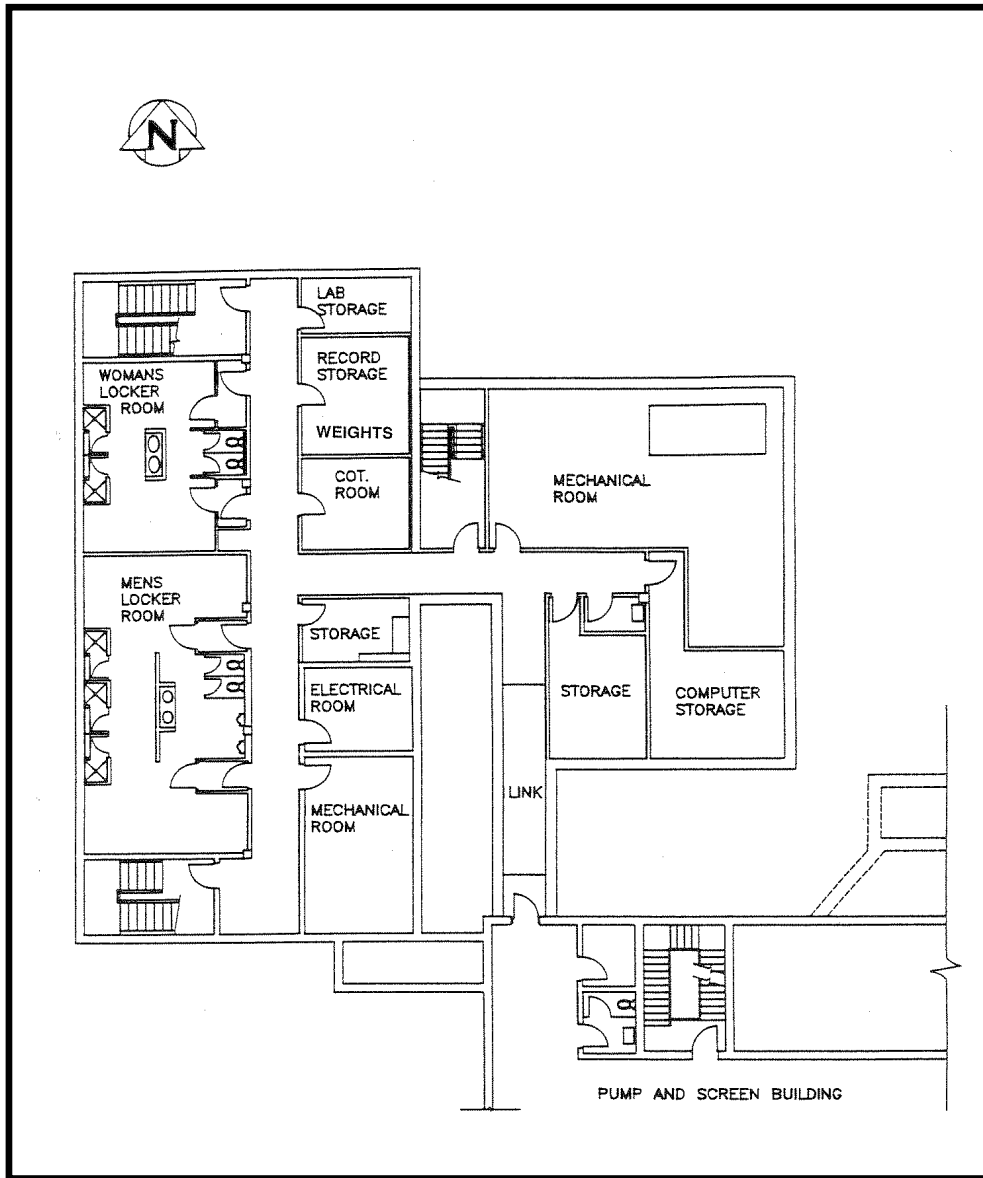 N
LAB
STORAGE
RECORD
STORAGE
WEIGHTS
WOMANS
LOCKER
ROOM
COT.
ROOM
MECHANICAL
ROOM
MENS
LOCKER
ROOM
STORAGE
ELECTRICAL
ROOM
STORAGE
COMPUTER
STORAGE
MECHANICAL
ROOM
LINK
PUMP AND SCREEN BUILDING